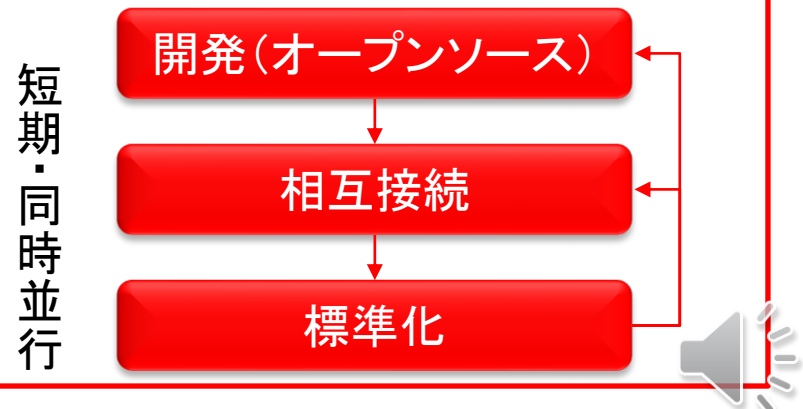 短期・同時並行
開発（オープンソース）
相互接続
標準化